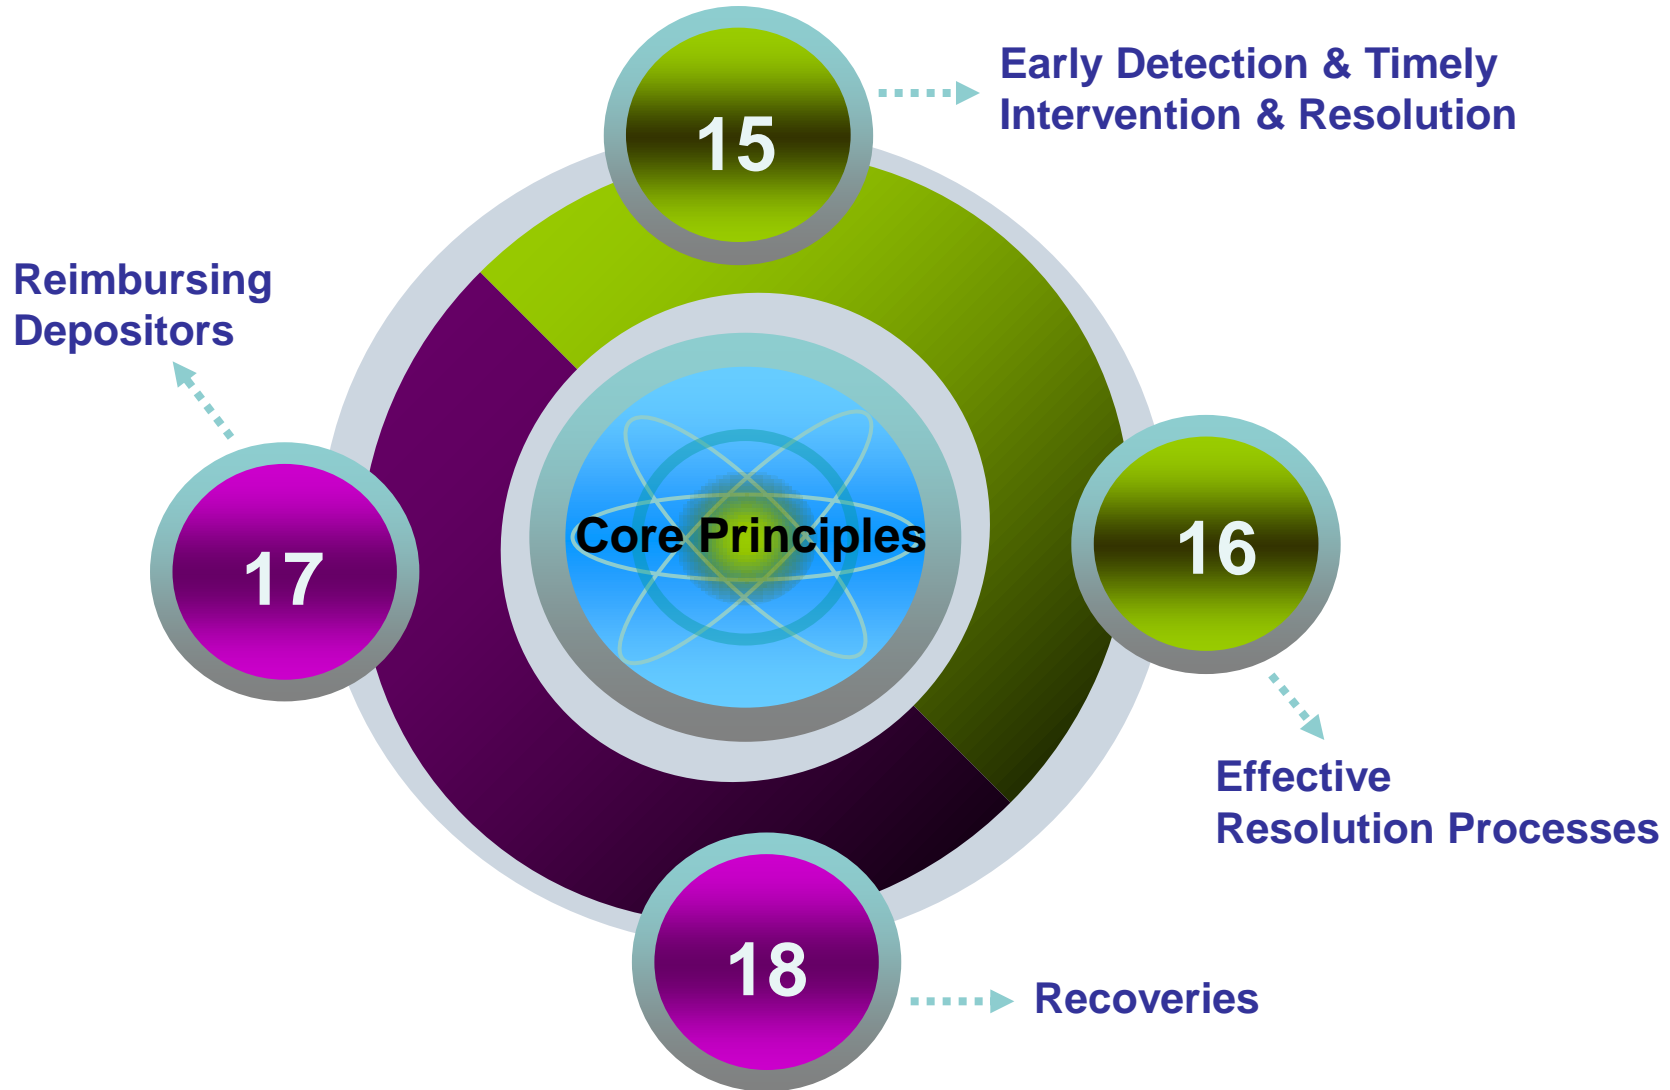 15
Early Detection & Timely
Intervention & Resolution
Reimbursing
Depositors
Core Principles
17
16
Effective
Resolution Processes
18
Recoveries